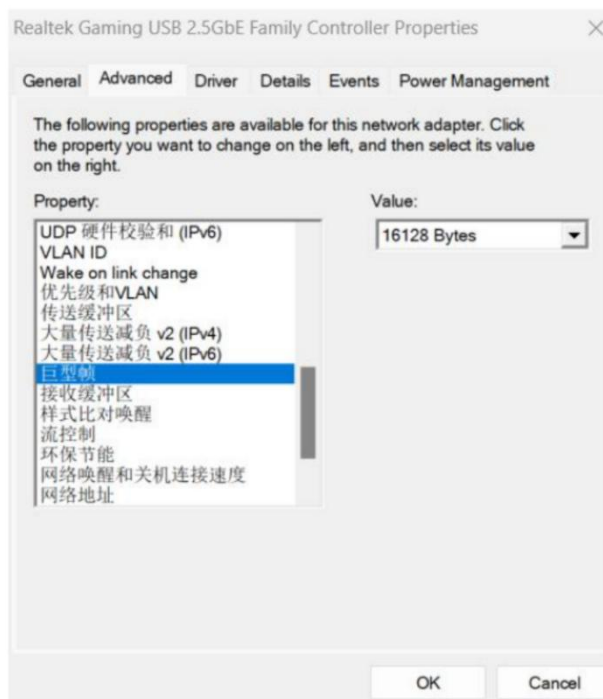 Realtek Gaming USB 2.5GbE Family Controller Properties
General Advanced Driver Details Events Power Management
The following properties are available for this network adapter. Click
the property you want to change on the left, and then select its value
on the right.
Property:
Value:
UDP 硬件校验和 (IPv6)
VLAN ID
Wake on link change
优先级和VLAN
传送缓冲区
大量传送减负 v2 (IPv4)
大量传送减负 v2 (IPv6)
巨型帧
接收缓冲区
样式比对唤醒
流控制
环保节能
网络唤醒和关机连接速度
网络地址
16128 Bytes
OK
Cancel